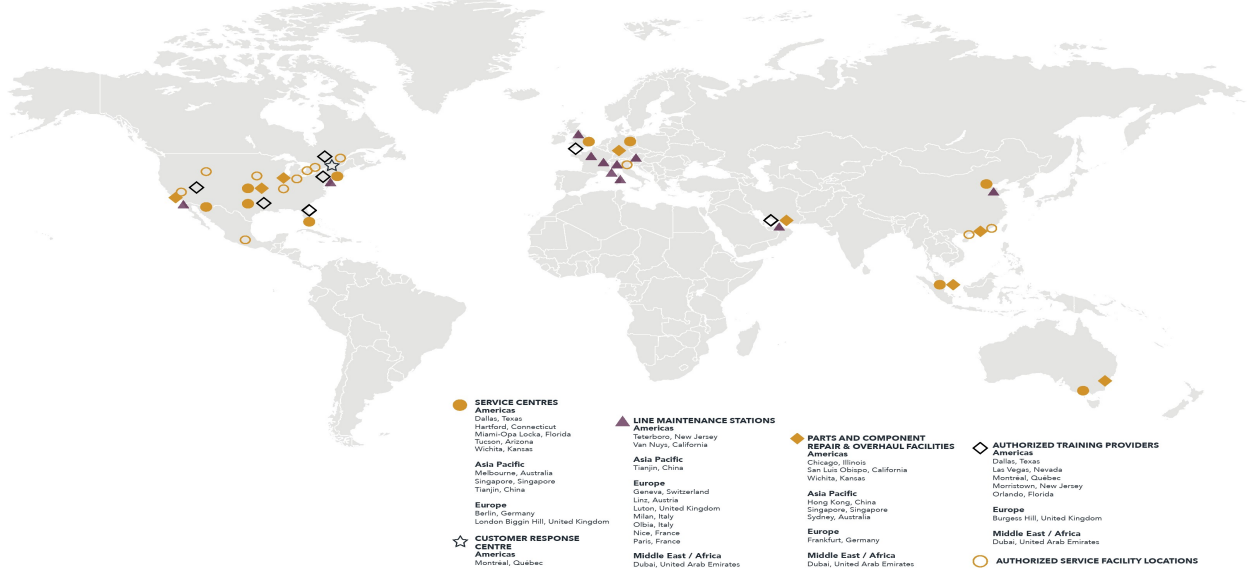 SERVICE CENTRES
Americas
Dallas, Texas
Hartford, Connecticut
Miami-Opa Locka, Florida
Tucson, Arizona
Wichita, Kansas
Asia Pacific
Melbourne, Australia
Singapore, Singapore
Tianjin, China
Europe
Berlin, Germany
London Biggin Hill, United Kingdom
CUSTOMER RESPONSE
CENTRE
Americas
Montréal, Québec
LINE MAINTENANCE STATIONS
Americas
Teterboro, New Jersey
Van Nuys, California
Asia Pacific
Tianjin, China
Europe
Geneva, Switzerland
Linz, Austria
Luton, United Kingdom
Milan, Italy
Olbia, Italy
Nice, France
Paris, France
Middle East / Africa
Dubai, United Arab Emirates
PARTS AND COMPONENT
REPAIR & OVERHAUL FACILITIES
Americas
Chicago, Illinois
San Luis Obispo, California
Wichita, Kansas
Asia Pacific
Hong Kong, China
Singapore, Singapore
Sydney, Australia
Europe
Frankfurt, Germany
Middle East / Africa
Dubai, United Arab Emirates
AUTHORIZED TRAINING PROVIDERS
Americas
Dallas, Texas
Las Vegas, Nevada
Montréal, Québec
Morristown, New Jersey
Orlando, Florida
Europe
Burgess Hill, United Kingdom
Middle East / Africa
Dubai, United Arab Emirates
AUTHORIZED SERVICE FACILITY LOCATIONS